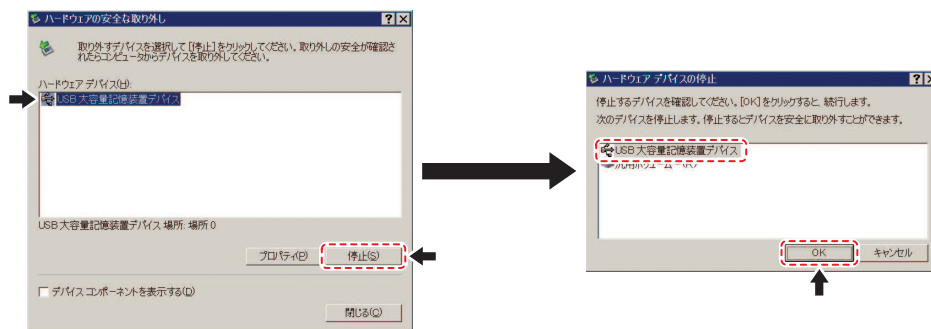 ハードウェアの安全な取り外し
取り外すデバイスを選択して [停止] をクリックしてください。取り外しの安全が確認さ
れたらコンピュータからデバイスを取り外してください。
ハードウェア デバイス(H):
USB 大容量記憶装置デバイス
USB 大容量記憶装置デバイス 場所: 場所 0
プロパティ(P)
停止(S)
デバイス コンポーネントを表示する(D)
閉じる(C)
ハードウェア デバイスの停止
停止するデバイスを確認してください。[OK] をクリックすると、続行します。
次のデバイスを停止します。停止するとデバイスを安全に取り外すことができます。
USB 大容量記憶装置デバイス
汎用ボリューム - (R)
OK
キャンセル